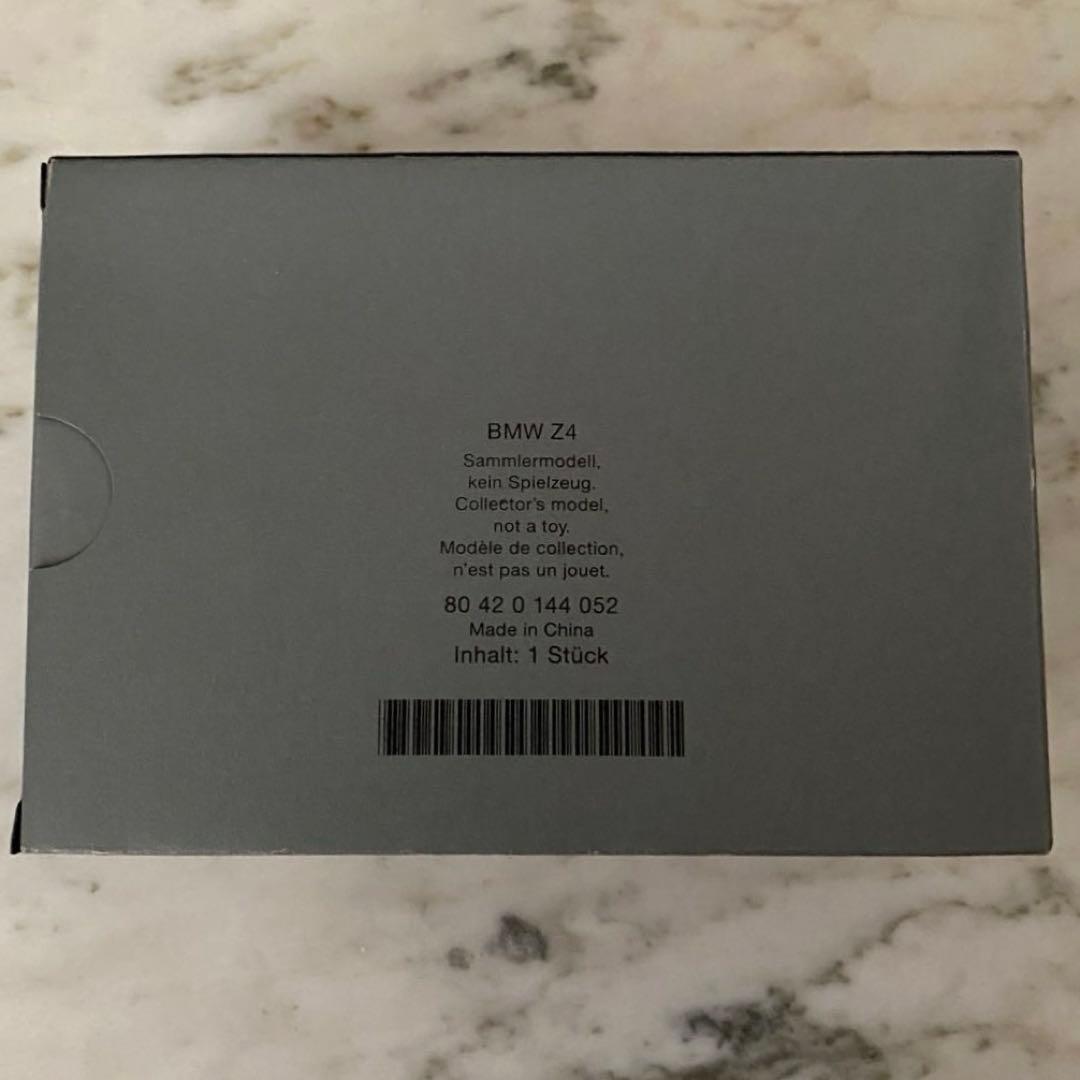 BMW Z4
Sammlermodell,
kein Spielzeug.
Collector's model,
not a toy.
Modèle de collection,
n'est pas un jouet.
80 42 0 144 052
Made in China
Inhalt: 1 Stück